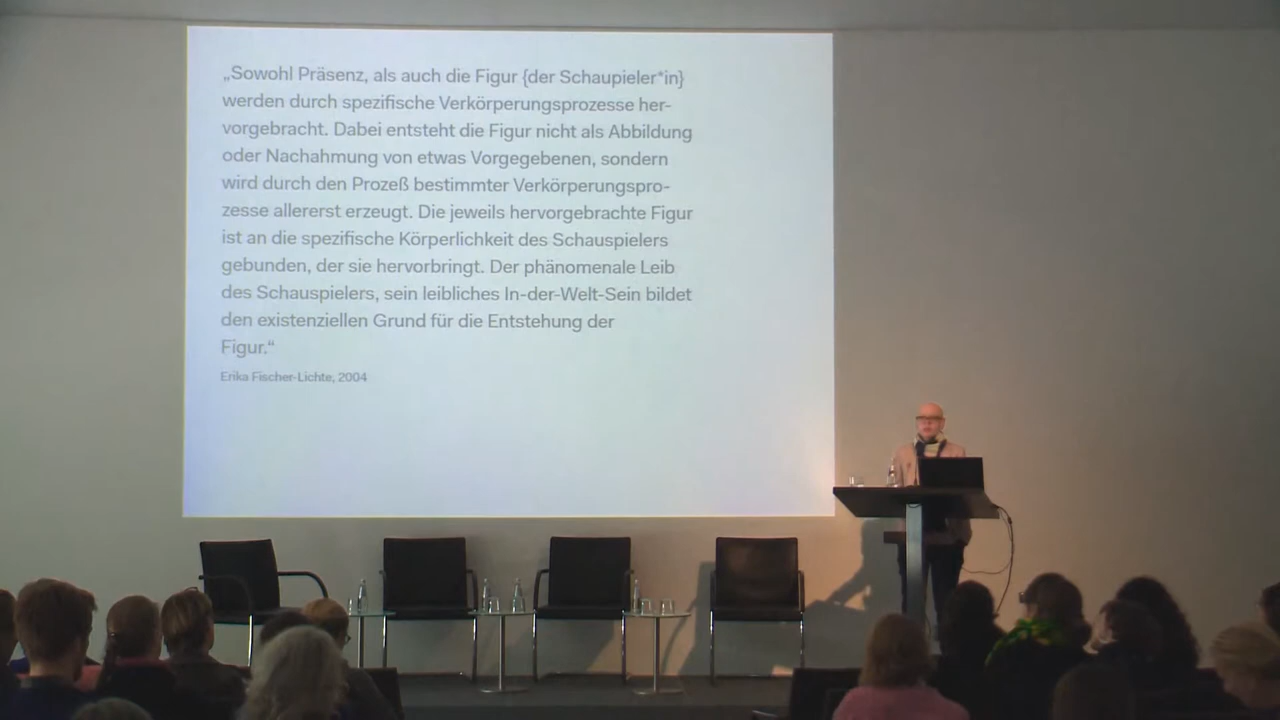 „Sowohl Präsenz, als auch die Figur {der Schaupieler*in}
werden durch spezifische Verkörperungsprozesse her-
vorgebracht. Dabei entsteht die Figur nicht als Abbildung
oder Nachahmung von etwas Vorgegebenen, sondern
wird durch den Prozeß bestimmter Verkörperungspro-
zesse allererst erzeugt. Die jeweils hervorgebrachte Figur
ist an die spezifische Körperlichkeit des Schauspielers
gebunden, der sie hervorbringt. Der phänomenale Leib
des Schauspielers, sein leibliches In-der-Welt-Sein bildet
den existenziellen Grund für die Entstehung der
Figur.“
Erika Fischer-Lichte, 2004